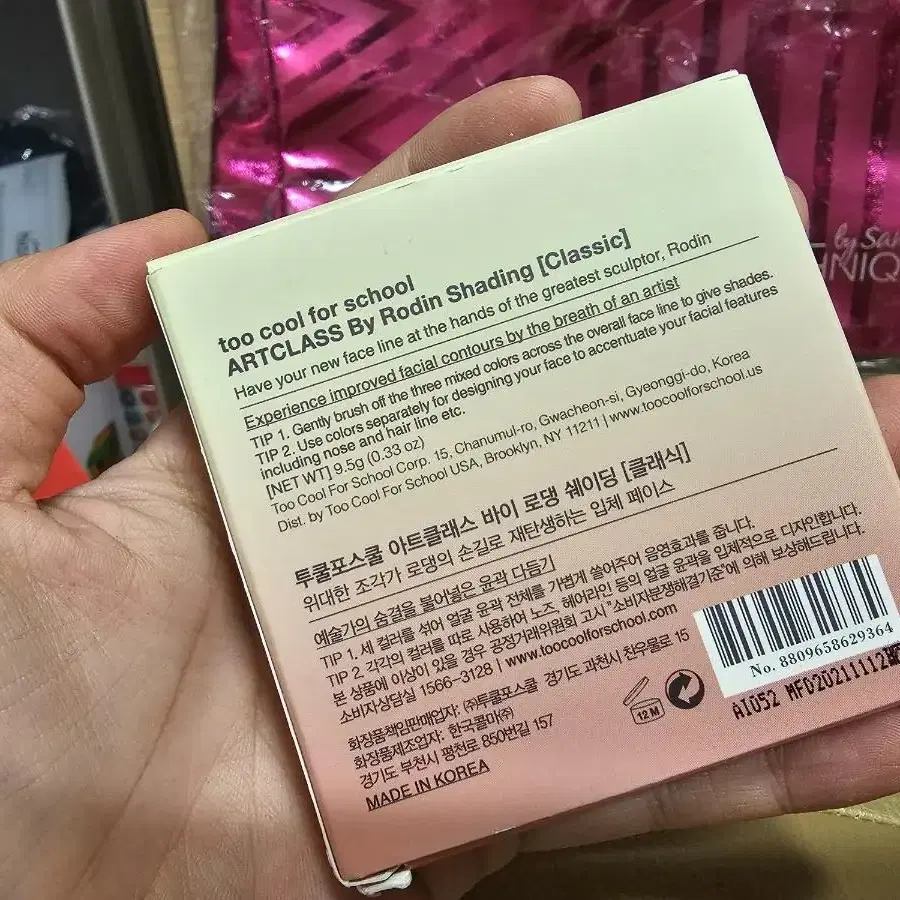 too cool for school
ARTCLASS By Rodin Shading [Classic]
Have your new face line at the hands of the greatest sculptor, Rodin
Experience improved facial contours by the breath of an artist
TIP 1. Gently brush off the three mixed colors across the overall face line to give shades.
TIP 2. Use colors separately for designing your face to accentuate your facial features
including nose and hair line etc.
[NET WT] 9.5g (0.33 oz)
Too Cool For School Corp. 15, Chanumul-ro, Gwacheon-si, Gyeonggi-do, Korea
Dist. by Too Cool For School USA, Brooklyn, NY 11211 | www.toocoolforschool.us
투쿨포스쿨 아트클래스 바이 로댕 쉐이딩 [클래식]
위대한 조각가 로댕의 손길로 재탄생하는 입체 페이스
예술가의 숨결을 불어넣은 윤곽 다듬기
TIP 1. 세 컬러를 섞어 얼굴 윤곽 전체를 가볍게 쓸어주어 음영효과를 줍니다.
TIP 2. 각각의 컬러를 따로 사용하여 노즈, 헤어라인 등의 얼굴 윤곽을 입체적으로 디자인합니다.
본 상품에 이상이 있을 경우 공정거래위원회 고시 "소비자분쟁해결기준"에 의해 보상해드립니다.
소비자상담실 1566-3128 | www.toocoolforschool.com
화장품책임판매업자: ㈜투쿨포스쿨 경기도 과천시 찬우물로 15
화장품제조업자: 한국콜마㈜
경기도 부천시 평천로 850번길 157
MADE IN KOREA
12 M
No. 8809658629364
AI052 MFD20211112
by Sa
NIQ